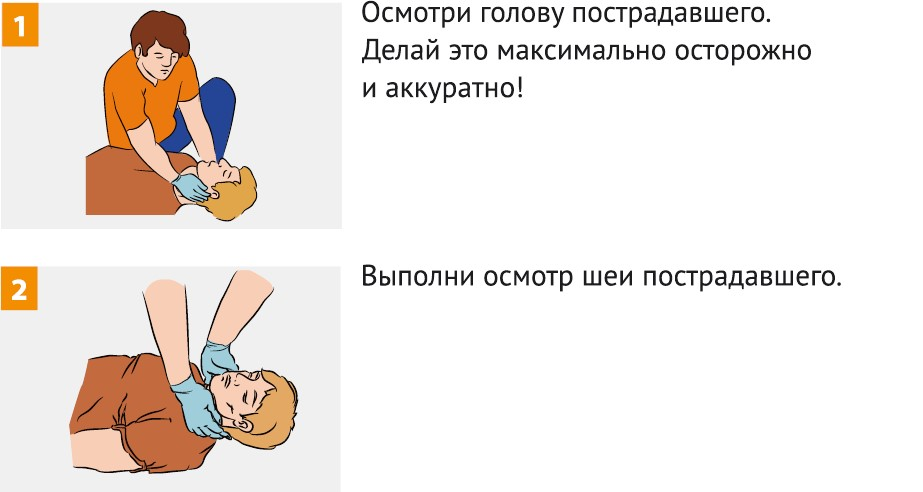 1
Осмотри голову пострадавшего.
Делай это максимально осторожно
и аккуратно!
2
Выполни осмотр шеи пострадавшего.